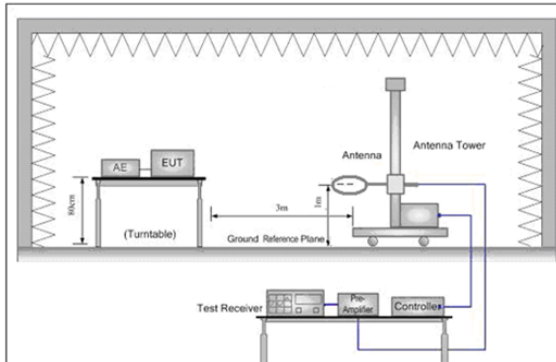 Antenna Tower
Antenna
EUT
AE
80cm
3m
1m
(Turntable)
Ground Reference Plane
Test Receiver
Pre-
Amplifier
Controller